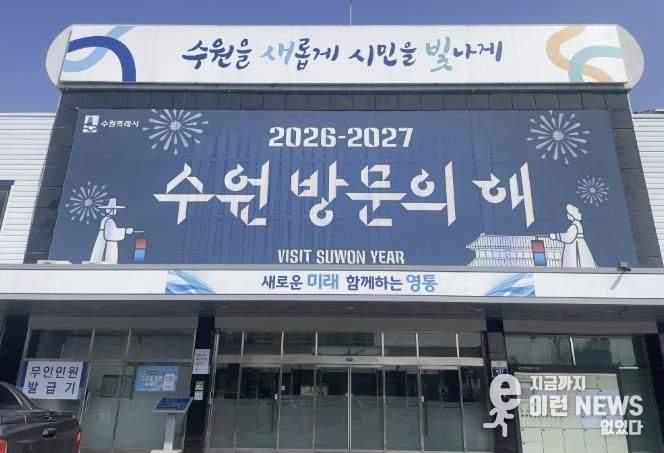 수원을 새롭게 시민을 빛나게
수원특례시
2026-2027
수원 방문의 해
VISIT SUWON YEAR
새로운 미래 함께하는 영통
무인민원
발급기
e 지금까지
이런 NEWS
없었다